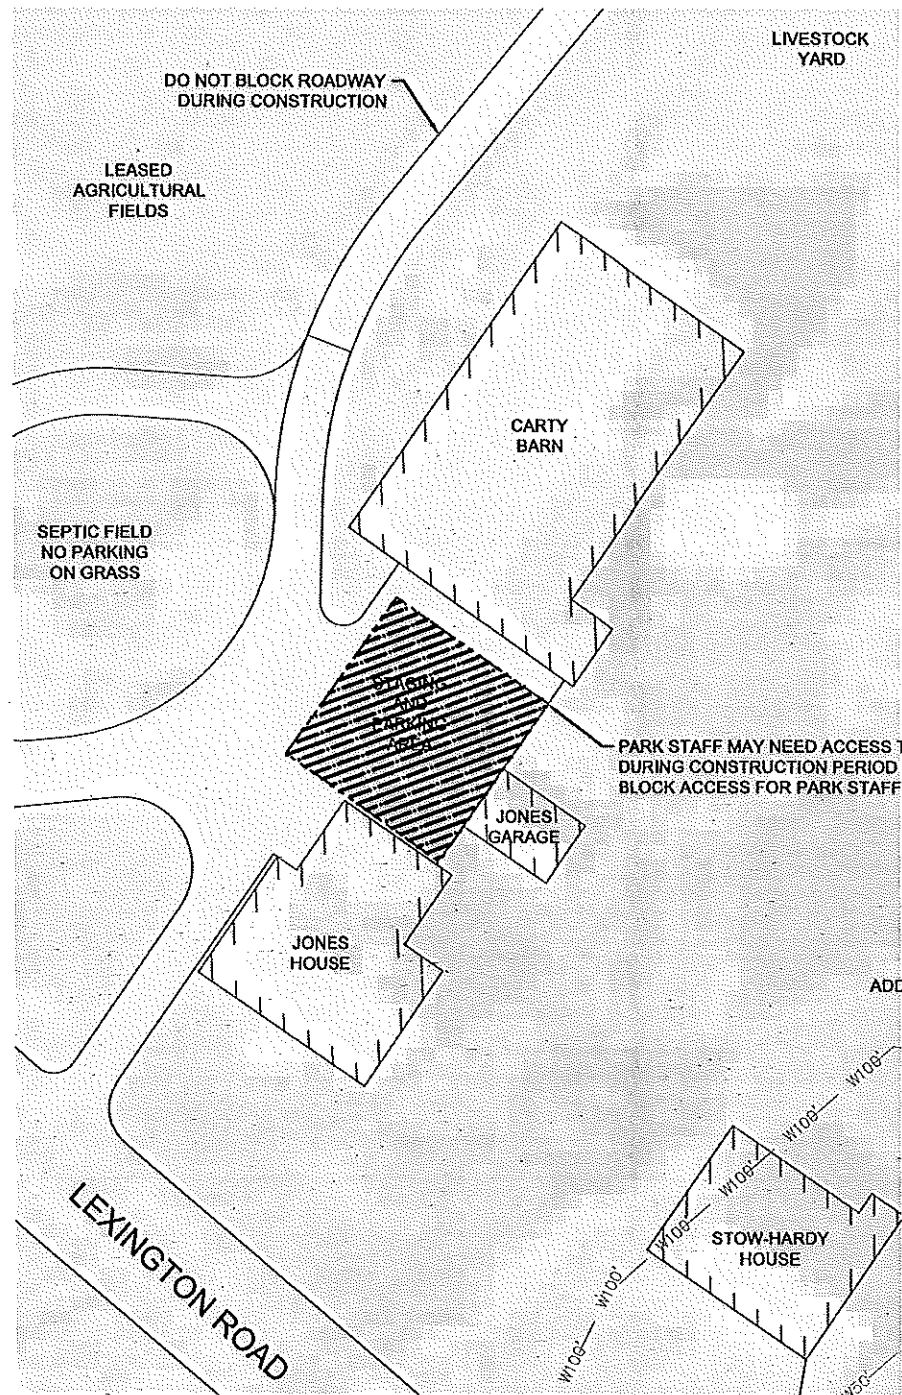 LIVESTOCK
YARD
DO NOT BLOCK ROADWAY
DURING CONSTRUCTION
LEASED
AGRICULTURAL
FIELDS
CARTY
BARN
SEPTIC FIELD
NO PARKING
ON GRASS
STAGING
AND
PARKING
AREA
PARK STAFF MAY NEED ACCESS T
DURING CONSTRUCTION PERIOD
BLOCK ACCESS FOR PARK STAFF
JONES
GARAGE
JONES
HOUSE
ADD
W100'
W100'
W100'
W100'
W100'
W100'
STOW-HARDY
HOUSE
LEXINGTON ROAD
W50'